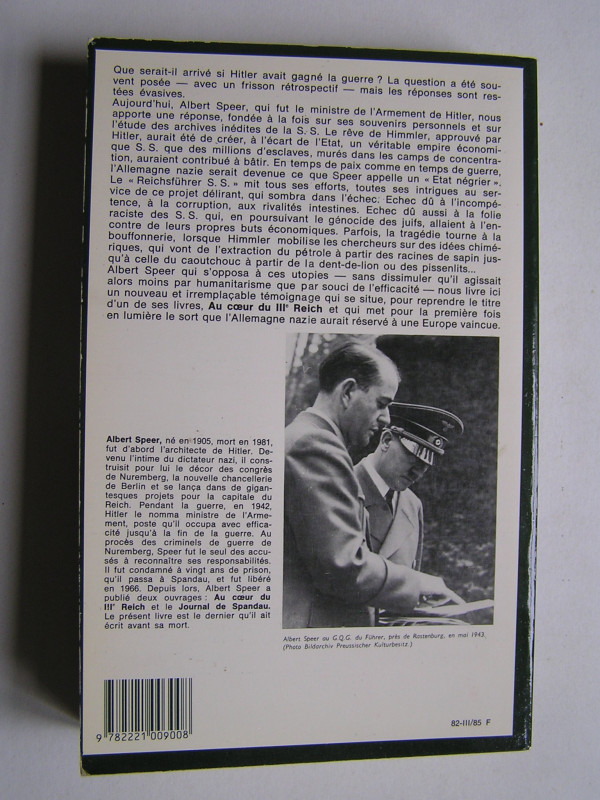 Que serait-il arrivé si Hitler avait gagné la guerre ? La question a été sou-
vent posée — avec un frisson rétrospectif — mais les réponses sont res-
tées évasives.
Aujourd'hui, Albert Speer, qui fut le ministre de l'Armement de Hitler, nous
apporte une réponse, fondée à la fois sur ses souvenirs personnels et sur
l'étude des archives inédites de la S. S. Le rêve de Himmler, approuvé par
Hitler, aurait été de créer, à l'écart de l'Etat, un véritable empire économi-
que S. S. que des millions d'esclaves, murés dans les camps de concentra-
tion, auraient contribué à bâtir. En temps de paix comme en temps de guerre,
l'Allemagne nazie serait devenue ce que Speer appelle un « Etat négrier ».
Le « Reichsführer S. S. » mit tous ses efforts, toutes ses intrigues au ser-
vice de ce projet délirant, qui sombra dans l'échec. Echec dû à l'incompé-
tence, à la corruption, aux rivalités intestines. Echec dû aussi à la folie
raciste des S. S. qui, en poursuivant le génocide des juifs, allaient à l'en-
contre de leurs propres buts économiques. Parfois, la tragédie tourne à la
bouffonnerie, lorsque Himmler mobilise les chercheurs sur des idées chimé-
riques, qui vont de l'extraction du pétrole à partir des racines de sapin jus-
qu'à celle du caoutchouc à partir de la dent-de-lion ou des pissenlits...
Albert Speer qui s'opposa à ces utopies — sans dissimuler qu'il agissait
alors moins par humanitarisme que par souci de l'efficacité — nous livre ici
un nouveau et irremplaçable témoignage qui se situe, pour reprendre le titre
d'un de ses livres, Au cœur du IIIe Reich et qui met pour la première fois
en lumière le sort que l'Allemagne nazie aurait réservé à une Europe vaincue.
Albert Speer, né en 1905, mort en 1981,
fut d'abord l'architecte de Hitler. De-
venu l'intime du dictateur nazi, il cons-
truisit pour lui le décor des congrès
de Nuremberg, la nouvelle chancellerie
de Berlin et se lança dans de gigan-
tesques projets pour la capitale du
Reich. Pendant la guerre, en 1942,
Hitler le nomma ministre de l'Arme-
ment, poste qu'il occupa avec effica-
cité jusqu'à la fin de la guerre. Au
procès des criminels de guerre de
Nuremberg, Speer fut le seul des accu-
sés à reconnaître ses responsabilités.
Il fut condamné à vingt ans de prison,
qu'il passa à Spandau, et fut libéré
en 1966. Depuis lors, Albert Speer a
publié deux ouvrages : Au cœur du
IIIe Reich et le Journal de Spandau.
Le présent livre est le dernier qu'il ait
écrit avant sa mort.
Albert Speer au G.Q.G. du Führer, près de Rastenburg, en mai 1943.
(Photo Bildarchiv Preussischer Kulturbesitz.)
9 782221 009008
82-III/85 F